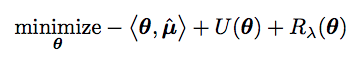 minimize − ⟨θ, μ̂⟩ + U(θ) + R_λ(θ)
θ